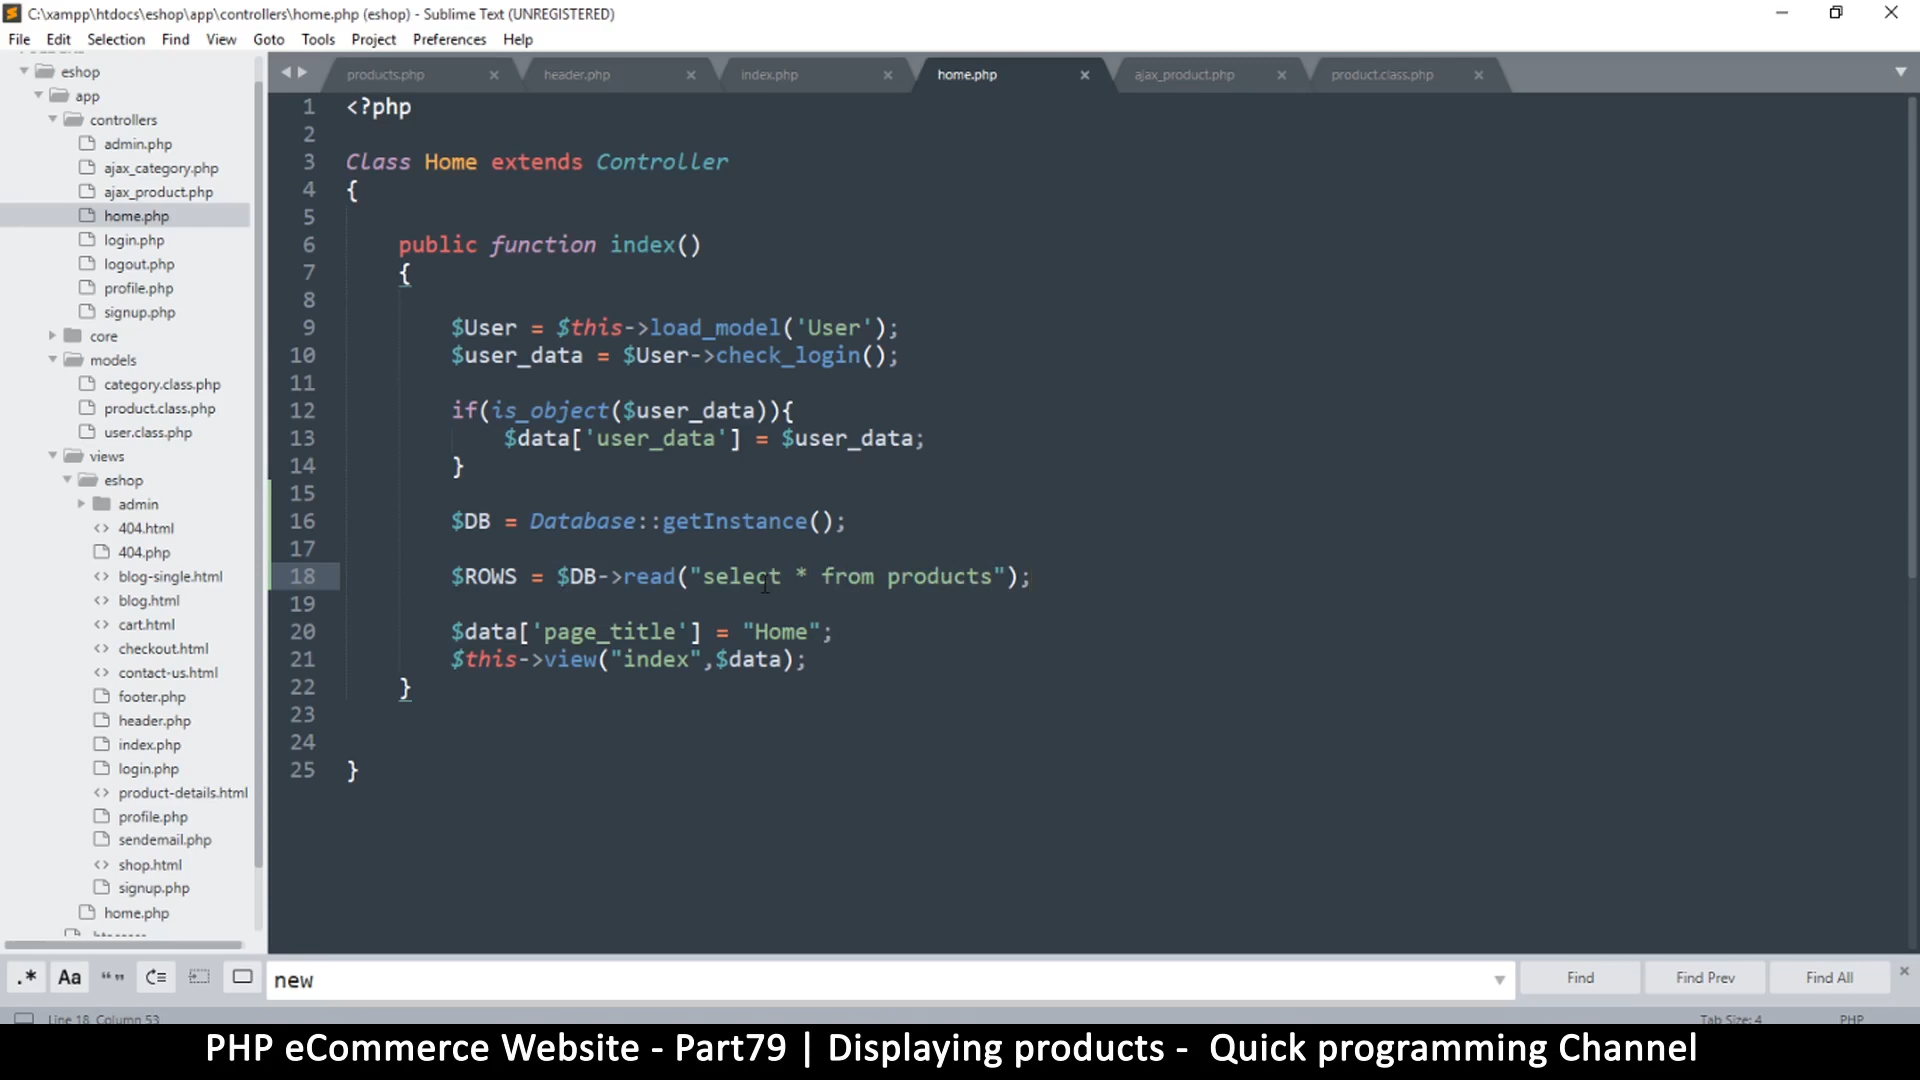 C:\xampp\htdocs\eshop\app\controllers\home.php (eshop) - Sublime Text (UNREGISTERED)
File Edit Selection Find View Goto Tools Project Preferences Help
eshop
app
controllers
admin.php
ajax_category.php
ajax_product.php
home.php
login.php
logout.php
profile.php
signup.php
core
models
category.class.php
product.class.php
user.class.php
views
eshop
admin
404.html
404.php
blog-single.html
blog.html
cart.html
checkout.html
contact-us.html
footer.php
header.php
index.php
login.php
product-details.html
profile.php
sendemail.php
shop.html
signup.php
home.php
products.php header.php index.php home.php ajax_product.php product.class.php
1 <?php
2
3 Class Home extends Controller
4 {
5
6 public function index()
7 {
8
9 $User = $this->load_model('User');
10 $user_data = $User->check_login();
11
12 if(is_object($user_data)){
13 $data['user_data'] = $user_data;
14 }
15
16 $DB = Database::getInstance();
17
18 $ROWS = $DB->read("select * from products");
19
20 $data['page_title'] = "Home";
21 $this->view("index",$data);
22 }
23
24
25 }
.* Aa “ ” new Find Find Prev Find All
Line 18, Column 53 Tab Size: 4 PHP
PHP eCommerce Website - Part79 | Displaying products - Quick programming Channel